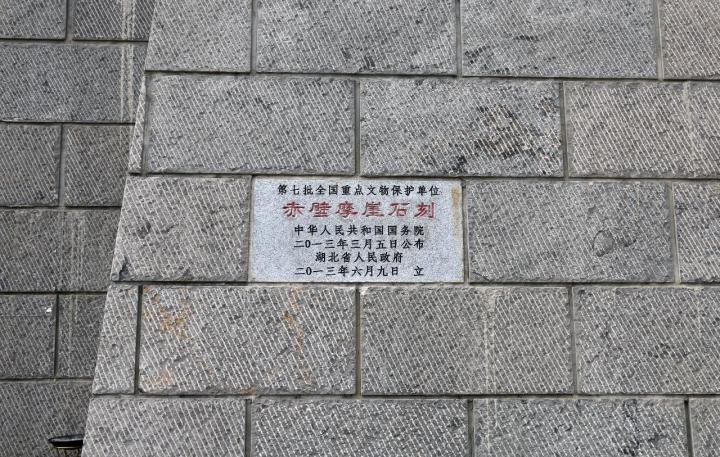 第七批全国重点文物保护单位
赤壁摩崖石刻
中华人民共和国国务院
二〇一三年三月五日公布
湖北省人民政府
二〇一三年六月九日 立